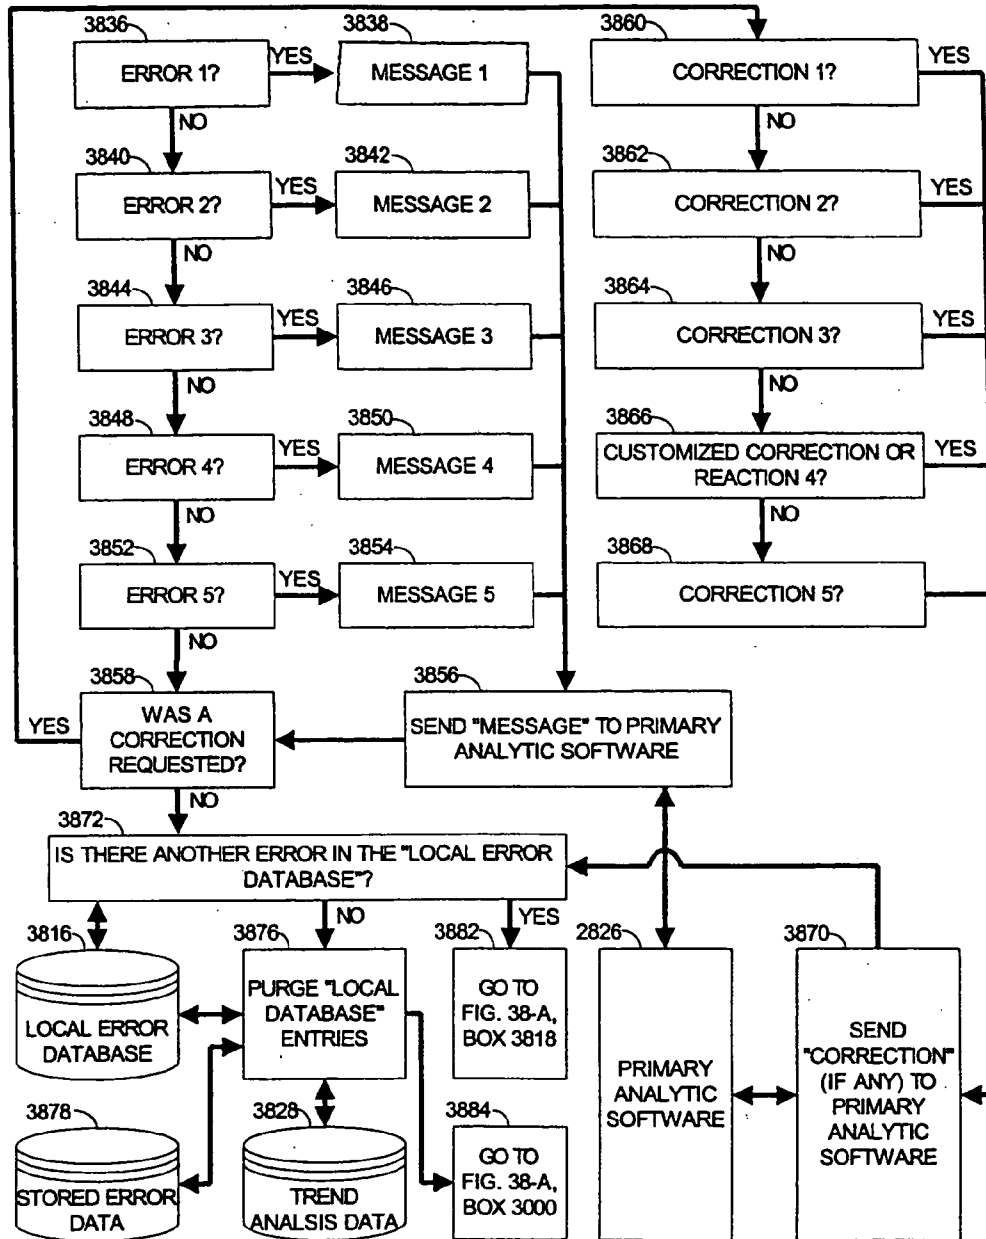 3836
ERROR 1?
YES
3838
MESSAGE 1
3860
CORRECTION 1?
YES
NO
NO
3840
ERROR 2?
YES
3842
MESSAGE 2
3862
CORRECTION 2?
YES
NO
NO
3844
ERROR 3?
YES
3846
MESSAGE 3
3864
CORRECTION 3?
YES
NO
NO
3848
ERROR 4?
YES
3850
MESSAGE 4
3866
CUSTOMIZED CORRECTION OR
REACTION 4?
YES
NO
NO
3852
ERROR 5?
YES
3854
MESSAGE 5
3868
CORRECTION 5?
NO
3858
YES
WAS A
CORRECTION
REQUESTED?
3856
SEND "MESSAGE" TO PRIMARY
ANALYTIC SOFTWARE
NO
3872
IS THERE ANOTHER ERROR IN THE "LOCAL ERROR
DATABASE"?
NO
YES
3816
LOCAL ERROR
DATABASE
3876
PURGE "LOCAL
DATABASE"
ENTRIES
3882
GO TO
FIG. 38-A,
BOX 3818
2826
PRIMARY
ANALYTIC
SOFTWARE
3870
SEND
"CORRECTION"
(IF ANY) TO
PRIMARY
ANALYTIC
SOFTWARE
3878
STORED ERROR
DATA
3828
TREND
ANALSIS DATA
3884
GO TO
FIG. 38-A,
BOX 3000